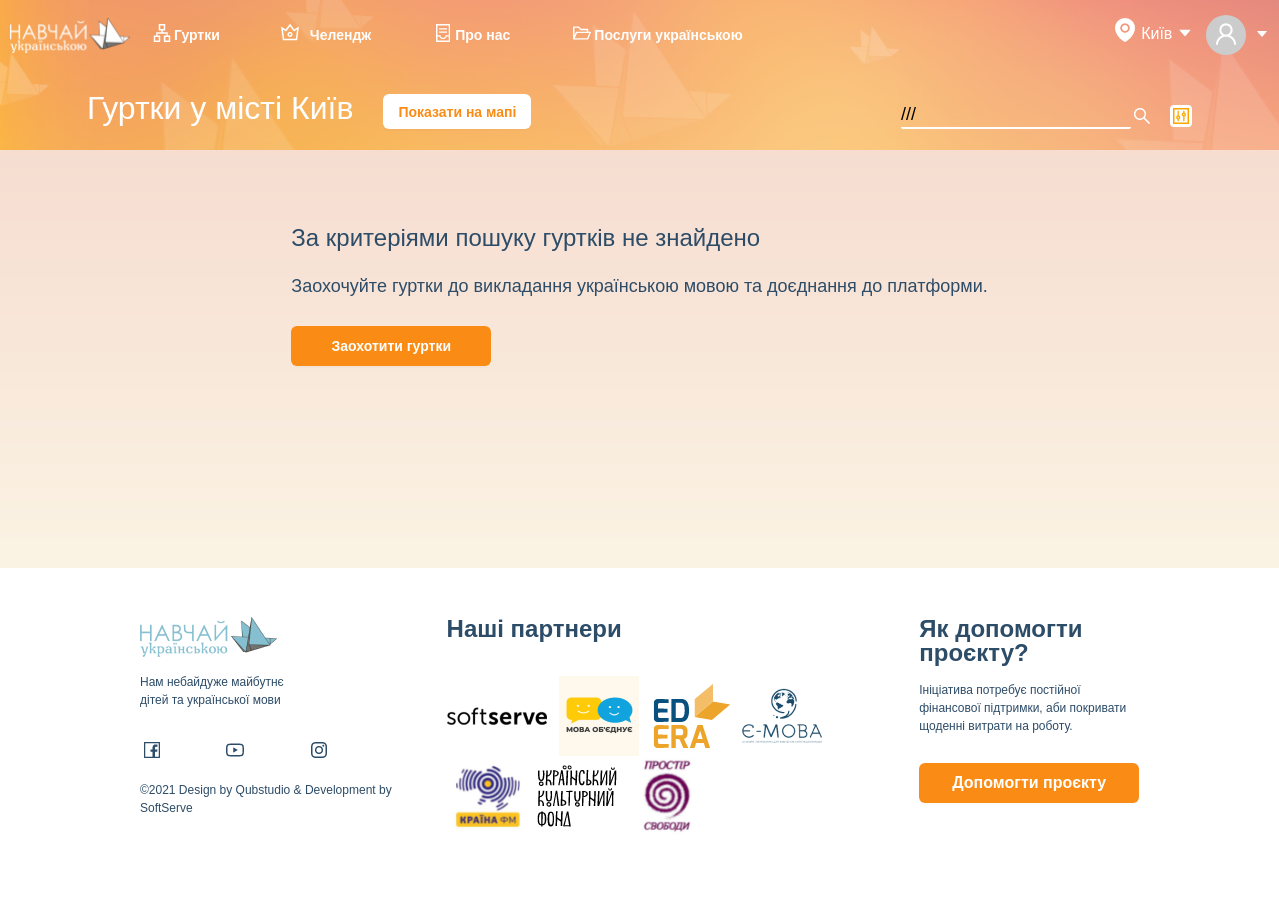 НАВЧАЙ
українською
Гуртки
Челендж
Про нас
Послуги українською
Київ
Гуртки у місті Київ
Показати на мапі
///
За критеріями пошуку гуртків не знайдено
Заохочуйте гуртки до викладання українською мовою та доєднання до платформи.
Заохотити гуртки
НАВЧАЙ
українською
Нам небайдуже майбутнє
дітей та української мови
©2021 Design by Qubstudio & Development by
SoftServe
Наші партнери
softserve
МОВА ОБ'ЄДНУЄ
ED
ERA
Є-МОВА
КРАЇНА ФМ
УКРАЇНСЬКИЙ
КУЛЬТУРНИЙ
ФОНД
ПРОСТІР
СВОБОДИ
Як допомогти
проєкту?
Ініціатива потребує постійної
фінансової підтримки, аби покривати
щоденні витрати на роботу.
Допомогти проєкту